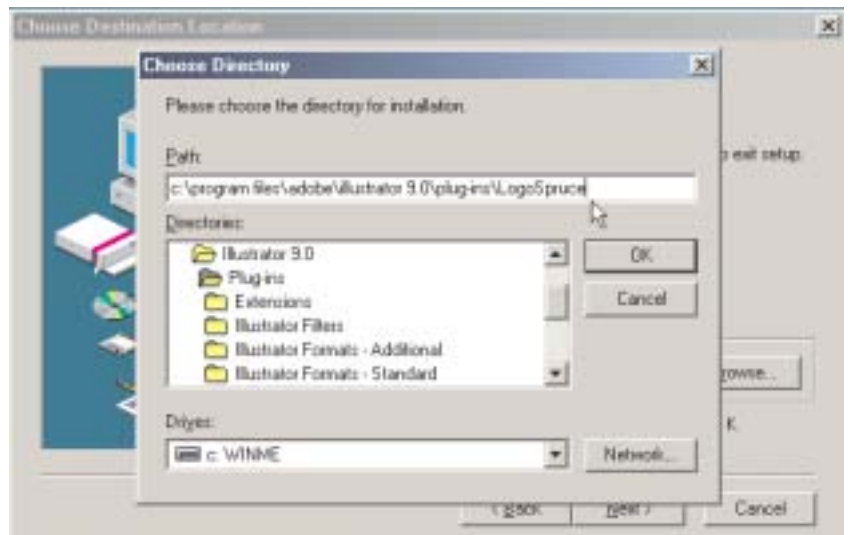 Choose Destination Location
Choose Directory
Please choose the directory for installation.
exit setup.
Path:
c:\program files\adobe\illustrator 9.0\plug-ins\LogoSpruce
Directories:
Illustrator 9.0
OK
Plug-ins
Extensions
Cancel
Illustrator Filters
Illustrator Formats - Additional
Illustrator Formats - Standard
rowse...
Drives:
K
c: WINME
Network...
< Back
Next >
Cancel